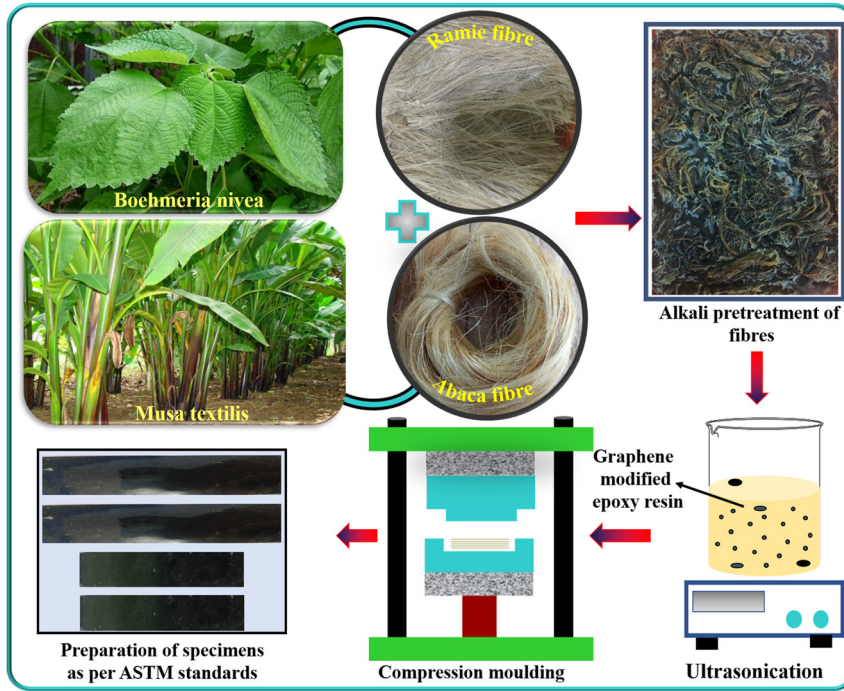 Boehmeria nivea
Ramie fibre
Musa textilis
Abaca fibre
Alkali pretreatment of
fibres
Graphene
modified
epoxy resin
Ultrasonication
Compression moulding
Preparation of specimens
as per ASTM standards